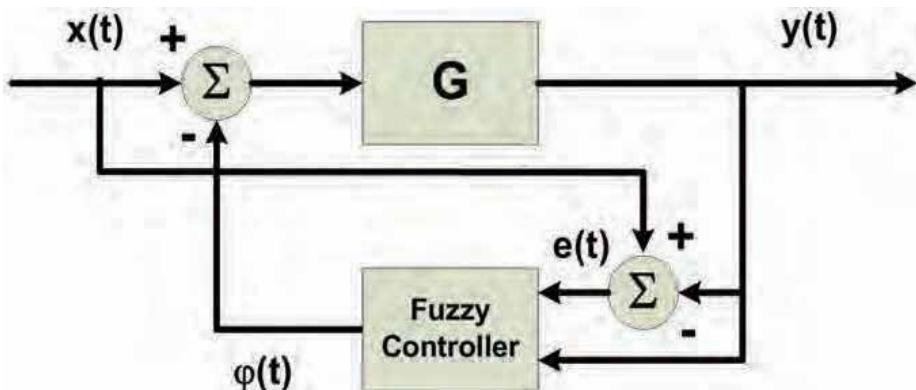 x(t)
+
Σ
G
y(t)
-
+
e(t)
Σ
-
Fuzzy
Controller
φ(t)